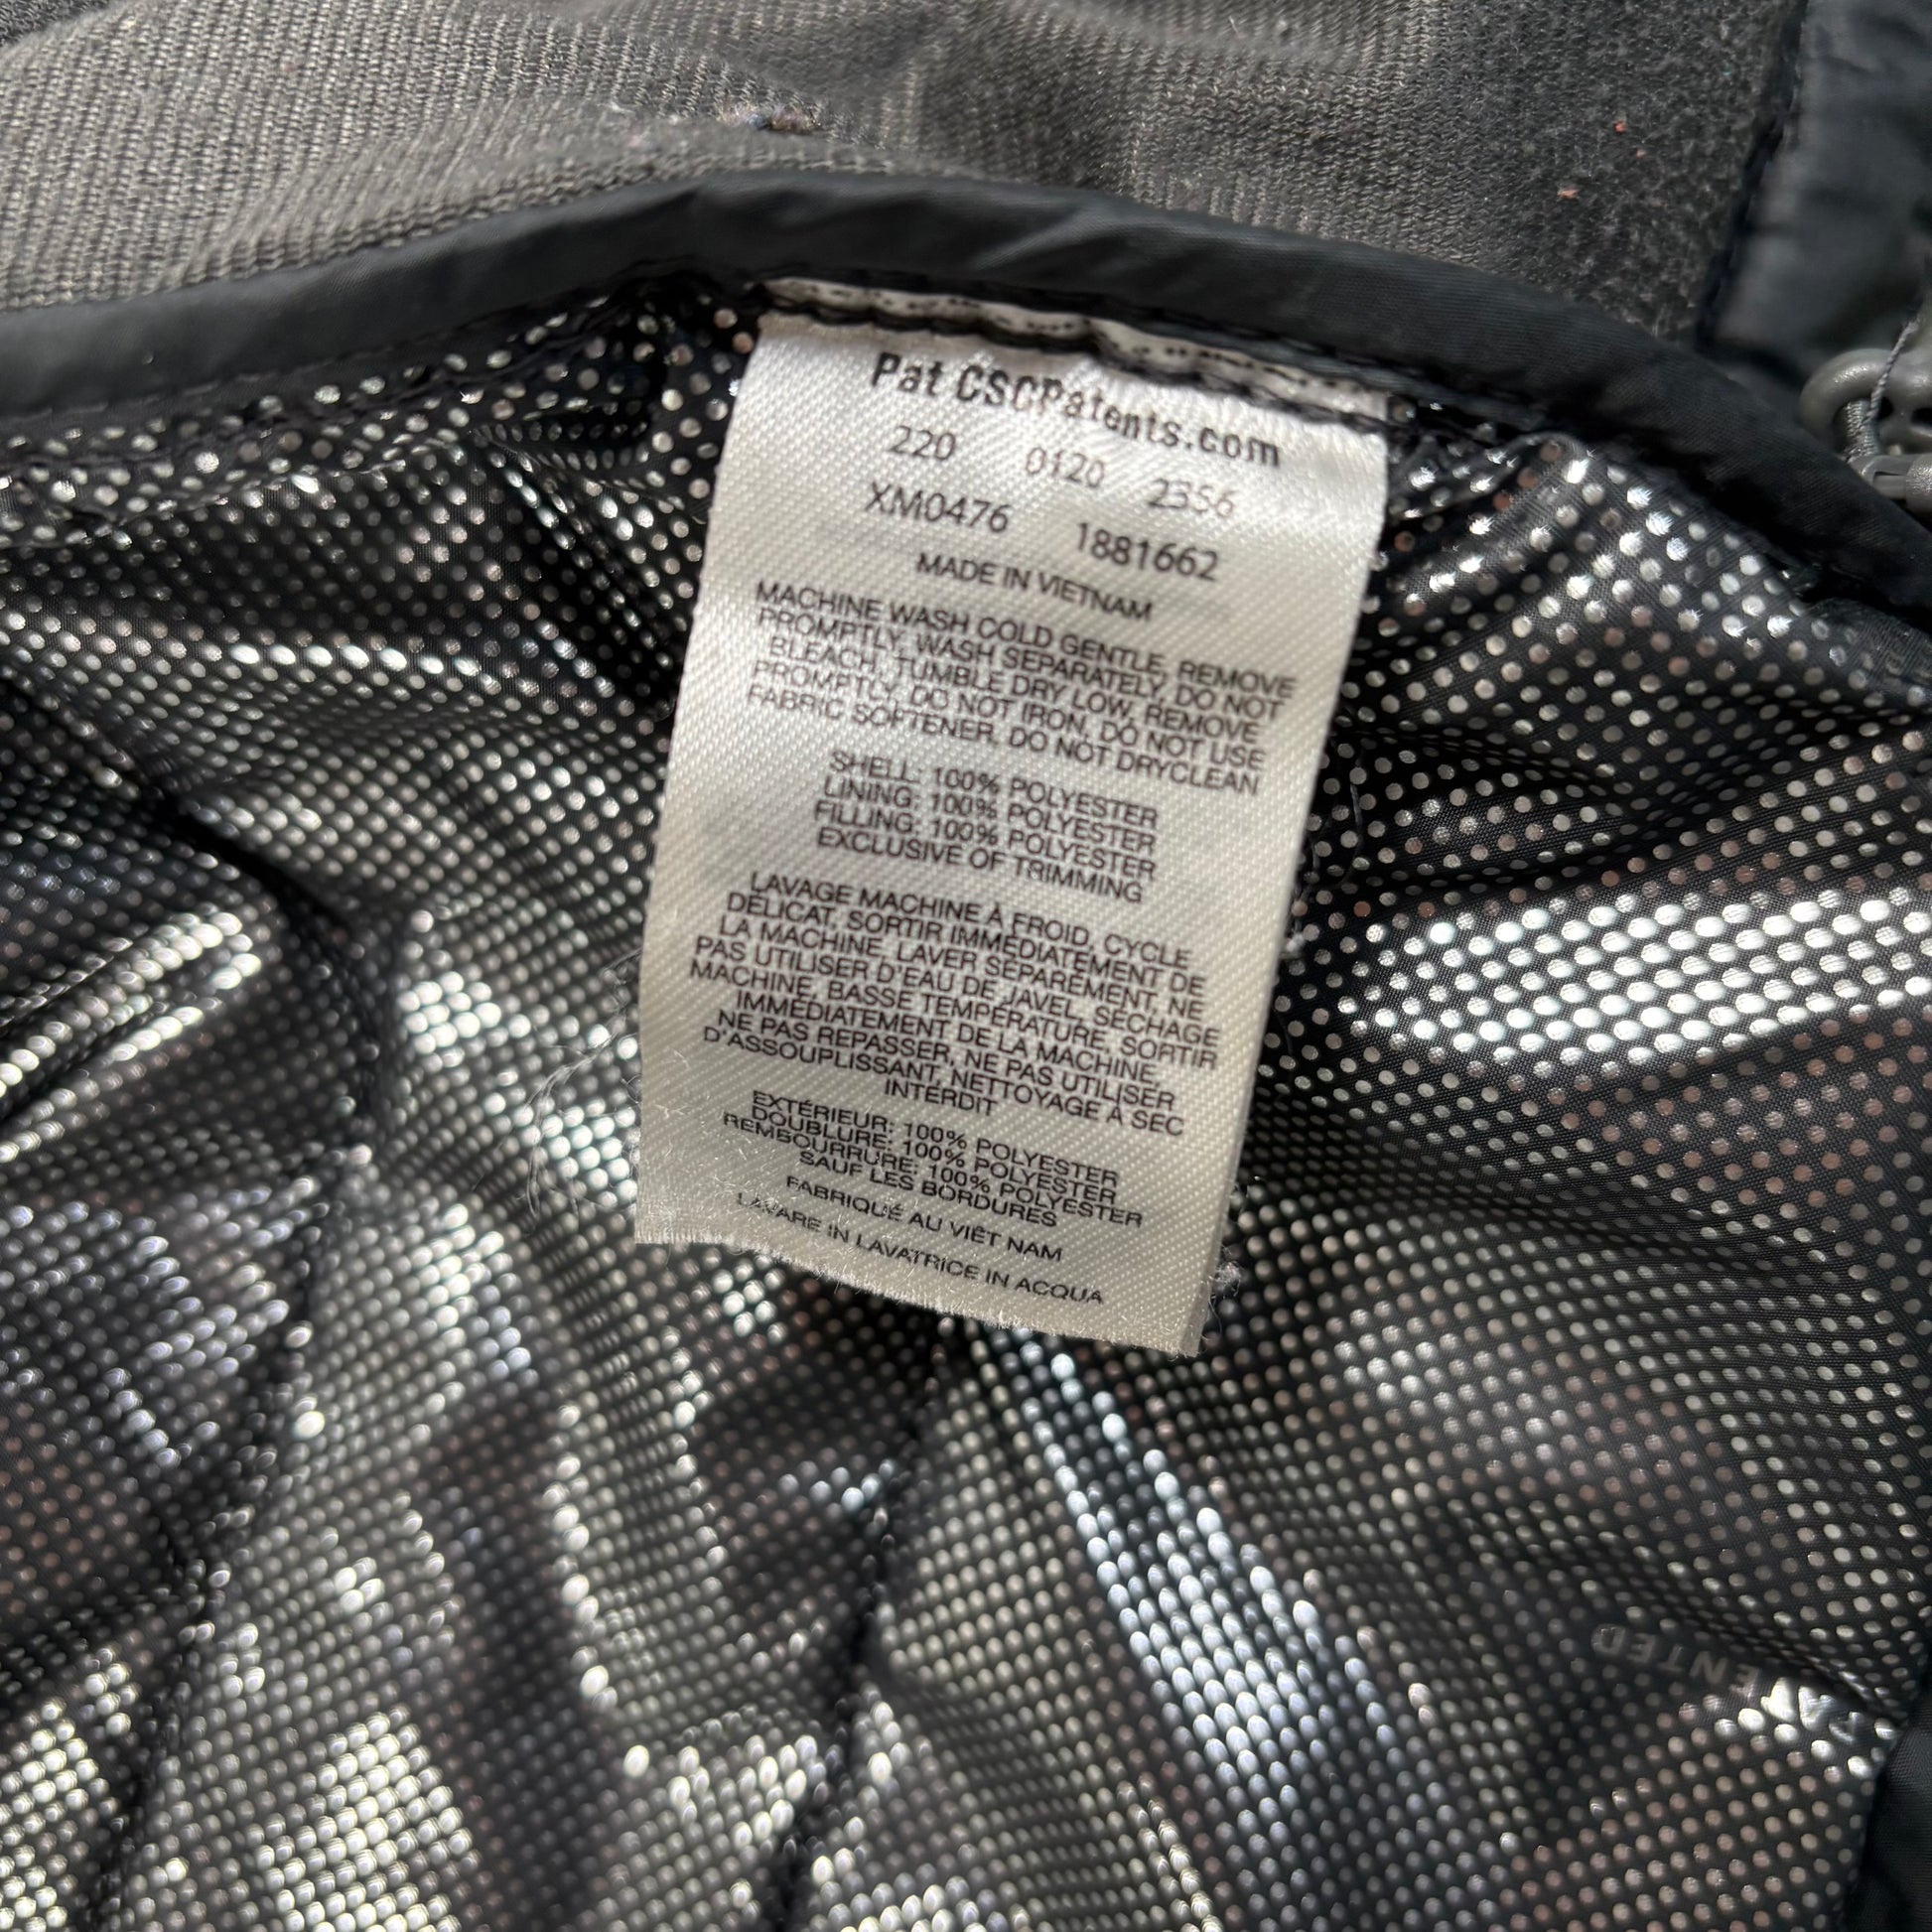 Pat CSCPatents.com
220 0120 2356
XM0476 1881662
MADE IN VIETNAM
MACHINE WASH COLD GENTLE, REMOVE
PROMPTLY, WASH SEPARATELY, DO NOT
BLEACH, TUMBLE DRY LOW, REMOVE
PROMPTLY, DO NOT IRON, DO NOT USE
FABRIC SOFTENER, DO NOT DRYCLEAN
SHELL: 100% POLYESTER
LINING: 100% POLYESTER
FILLING: 100% POLYESTER
EXCLUSIVE OF TRIMMING
LAVAGE MACHINE À FROID, CYCLE
DÉLICAT, SORTIR IMMÉDIATEMENT DE
LA MACHINE, LAVER SÉPARÉMENT, NE
PAS UTILISER D'EAU DE JAVEL, SÉCHAGE
MACHINE, BASSE TEMPÉRATURE, SORTIR
IMMÉDIATEMENT DE LA MACHINE,
NE PAS REPASSER, NE PAS UTILISER
D'ASSOUPLISSANT, NETTOYAGE À SEC
INTERDIT
EXTÉRIEUR: 100% POLYESTER
DOUBLURE: 100% POLYESTER
REMBOURRURE: 100% POLYESTER
SAUF LES BORDURES
FABRIQUÉ AU VIÊT NAM
LAVARE IN LAVATRICE IN ACQUA
ENTED